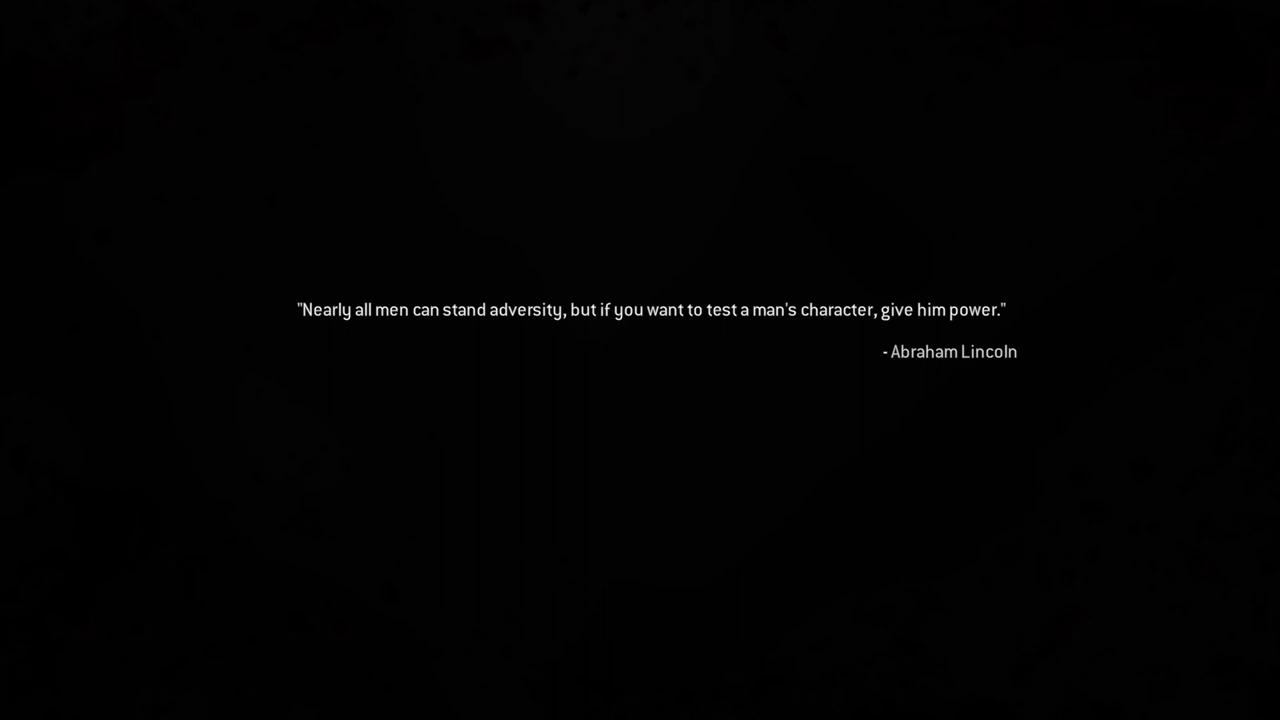 "Nearly all men can stand adversity, but if you want to test a man's character, give him power."
- Abraham Lincoln